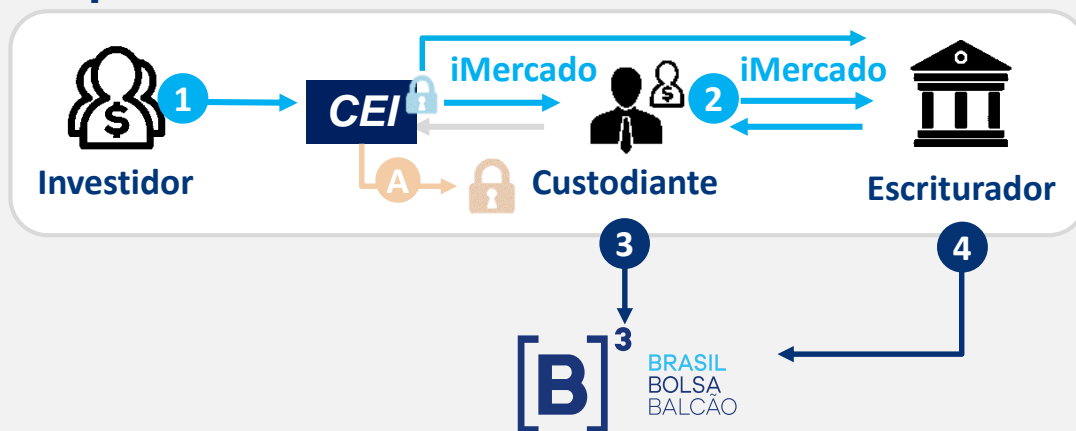 iMercado
iMercado
1
CEI
2
$
$
A
Investidor
Custodiante
Escriturador
3
4
[B]³
BRASIL
BOLSA
BALCÃO